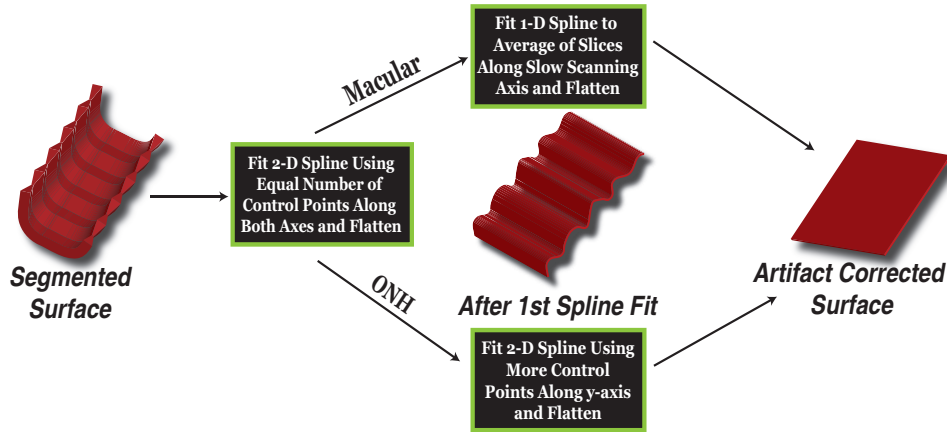 Segmented
Surface
Fit 2-D Spline Using
Equal Number of
Control Points Along
Both Axes and Flatten
Macular
Fit 1-D Spline to
Average of Slices
Along Slow Scanning
Axis and Flatten
After 1st Spline Fit
ONH
Fit 2-D Spline Using
More Control
Points Along y-axis
and Flatten
Artifact Corrected
Surface